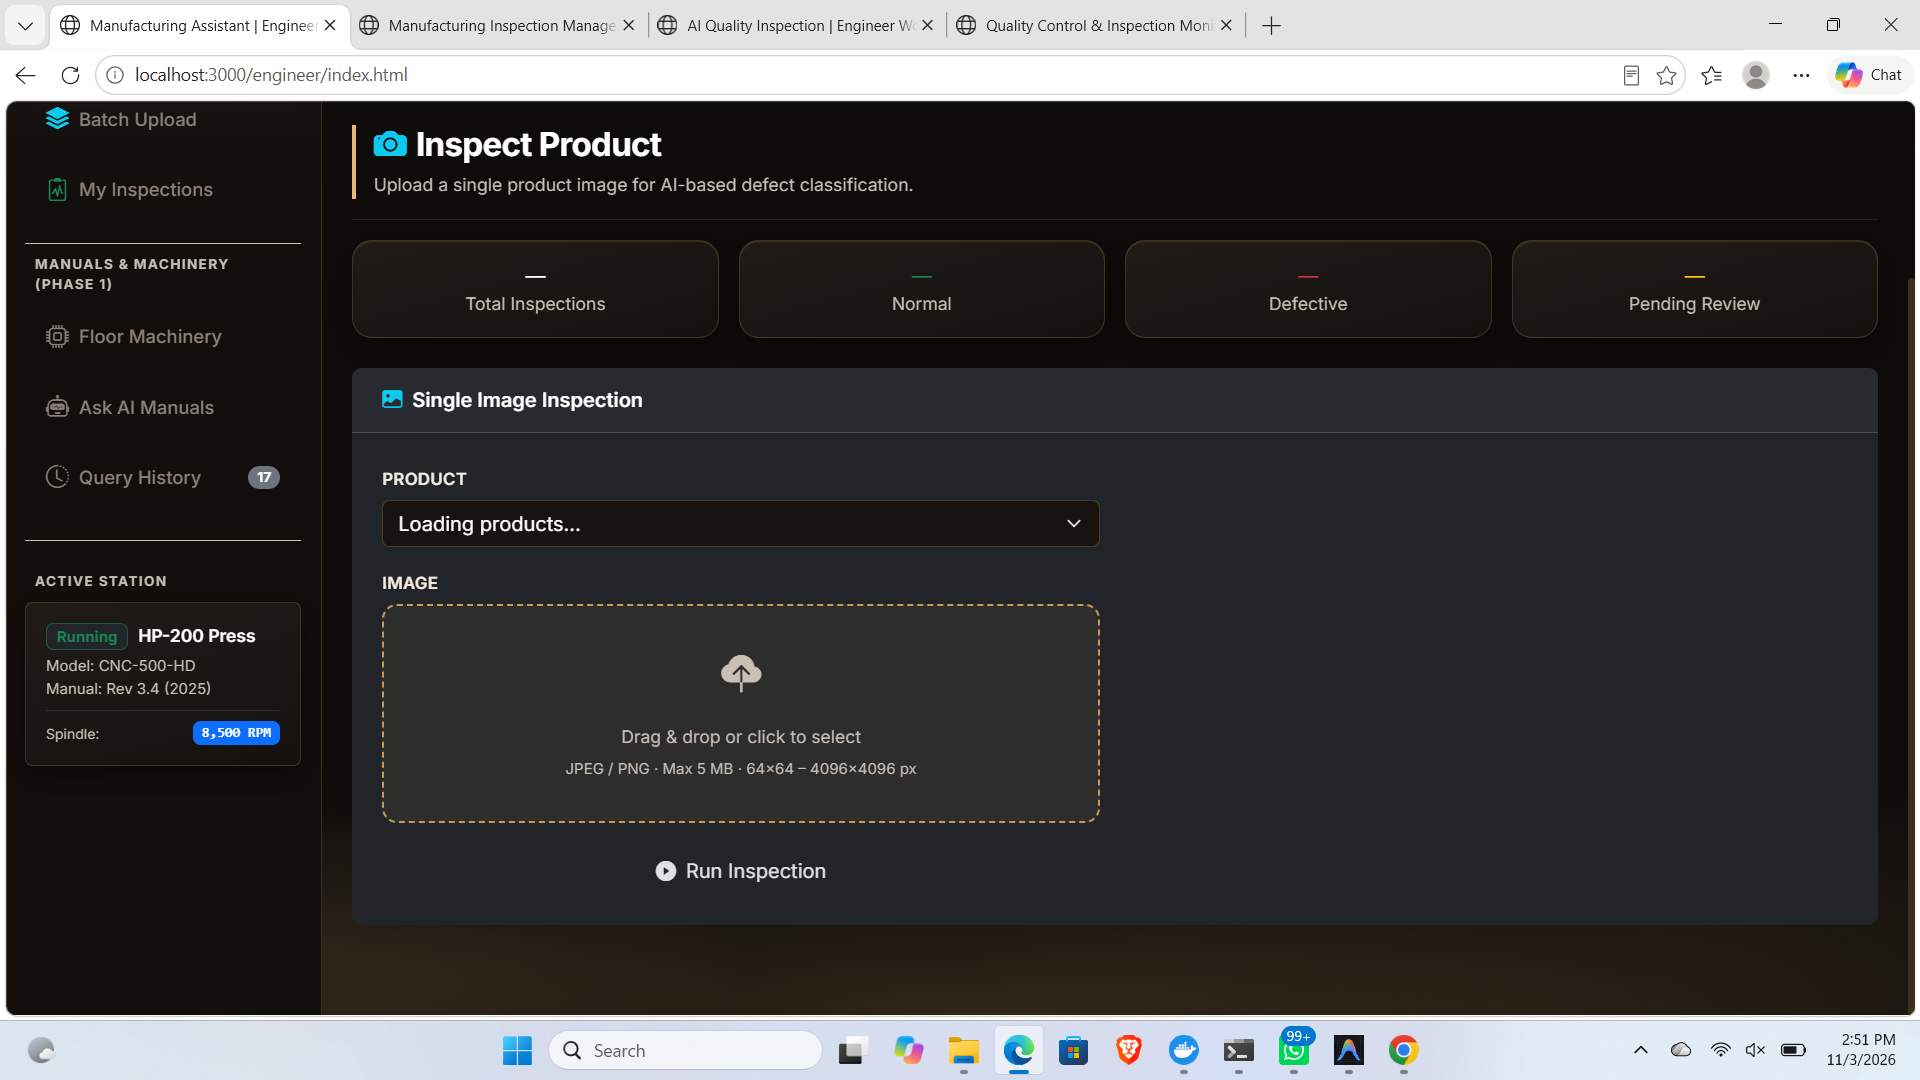 Manufacturing Assistant | Engineer
Manufacturing Inspection Manage
AI Quality Inspection | Engineer Wo
Quality Control & Inspection Moni
localhost:3000/engineer/index.html
Chat
Batch Upload
My Inspections
MANUALS & MACHINERY
(PHASE 1)
Floor Machinery
Ask AI Manuals
Query History 17
ACTIVE STATION
Running HP-200 Press
Model: CNC-500-HD
Manual: Rev 3.4 (2025)
Spindle: 8,500 RPM
Inspect Product
Upload a single product image for AI-based defect classification.
— Total Inspections
— Normal
— Defective
— Pending Review
Single Image Inspection
PRODUCT
Loading products...
IMAGE
Drag & drop or click to select
JPEG / PNG · Max 5 MB · 64×64 – 4096×4096 px
Run Inspection
Search
99+
2:51 PM
11/3/2026